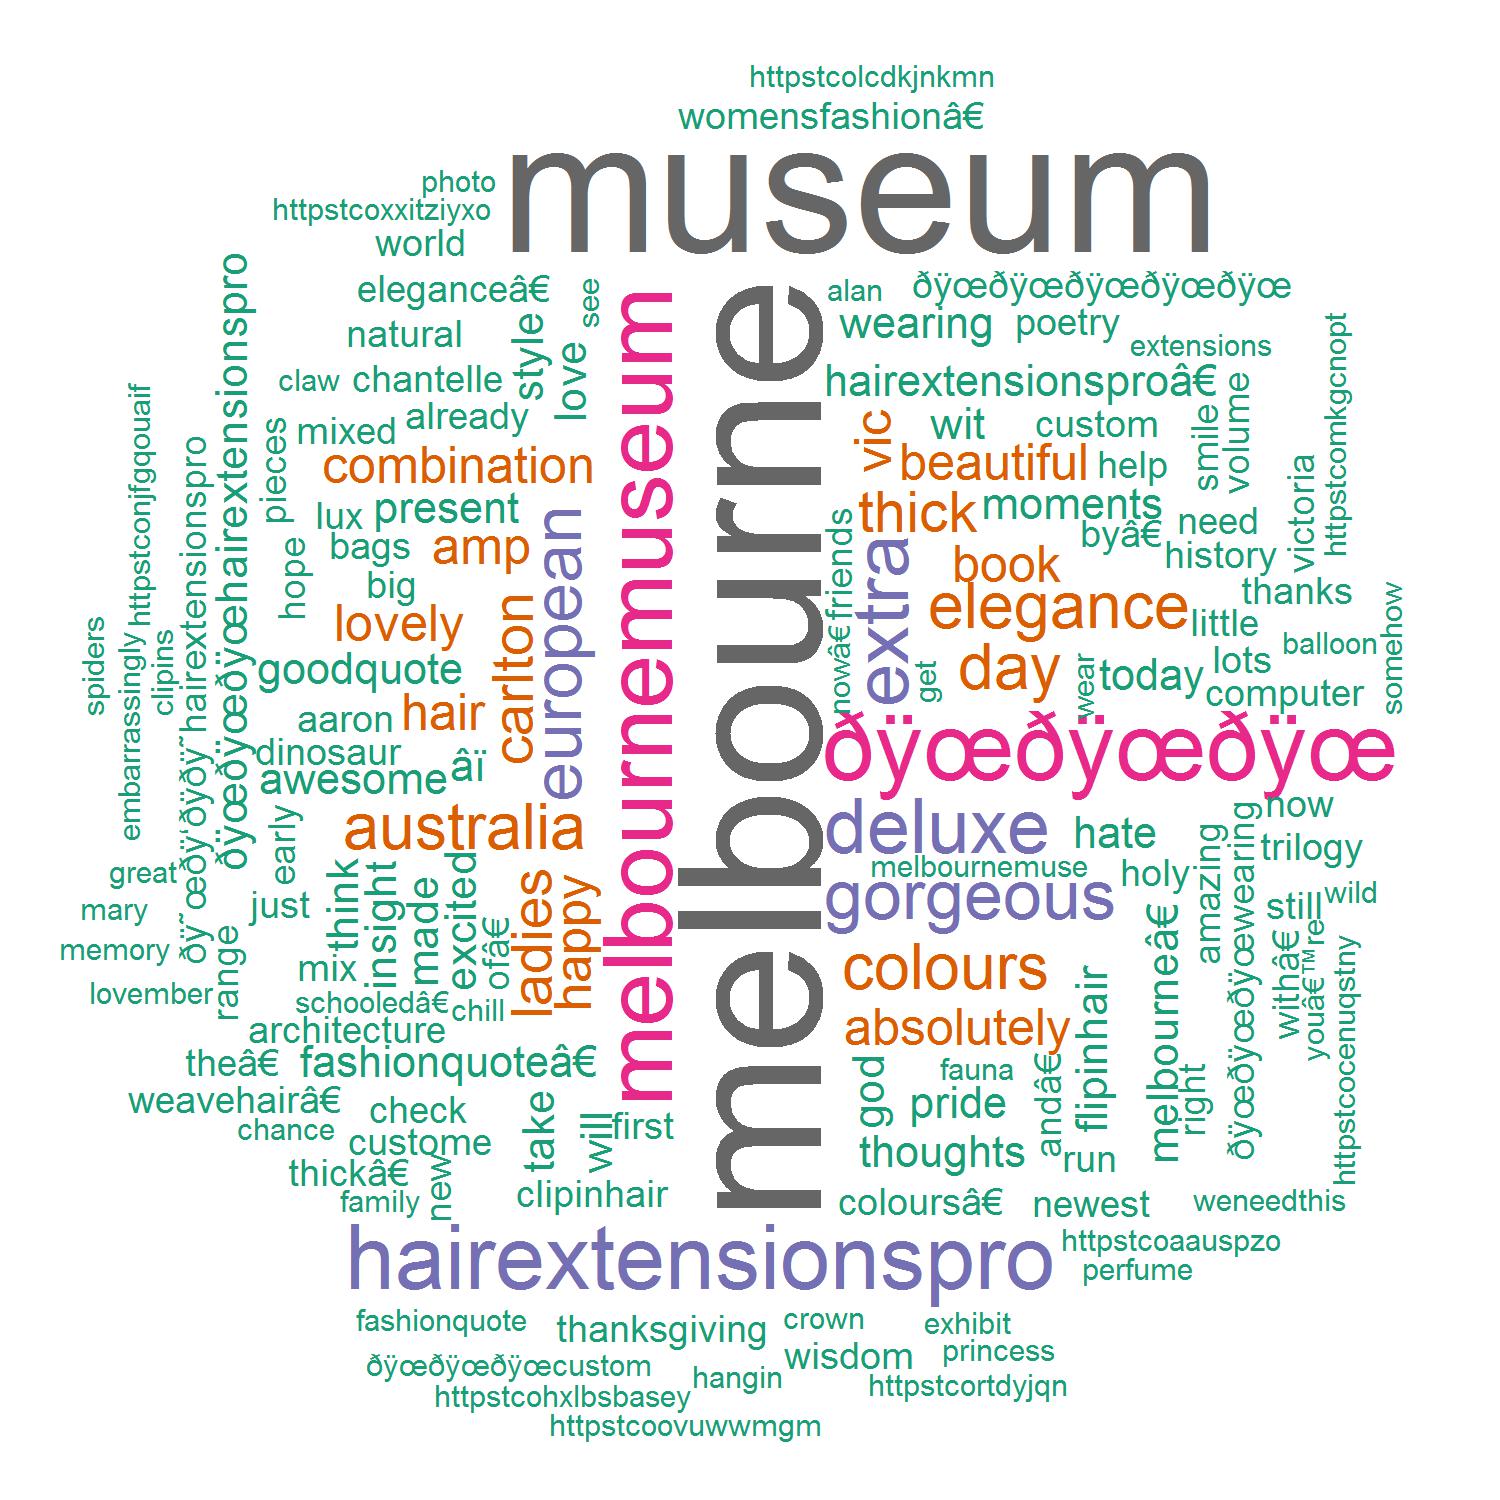 httpstcolcdkjnkmn
womensfashionâ€
museum
photo
httpstcoxxitziyxo
world
eleganceâ€
see
alan
ðÿœðÿœðÿœðÿœðÿœ
natural
style
love
wearing
poetry
extensions
claw
chantelle
already
mixed
hairextensionsproâ€
wit
custom
smile
volume
httpstcomkgcnopt
httpstconjfgqouaif
ðÿœðÿœðÿœhairextensionspro
pieces
combination
vic
beautiful
help
victoria
lux
present
thick
moments
byâ€
need
bags
amp
european
melbournemuseum
melbourne
friends
extra
book
history
hope
big
elegance
thanks
somehow
lovely
carlton
nowâ€
little
balloon
spiders
embarrassingly
clipins
goodquote
get
day
wear
today
lots
computer
aaron
hair
dinosaur
awesome
âï
ðÿœðÿœðÿœ
australia
early
deluxe
hate
now
melbournemuse
trilogy
great
just
think
insight
made
excited
ladies
happy
gorgeous
holy
amazing
still
wild
mary
memory
lovember
range
mix
ofâ€
schooledâ€
chill
colours
flipinhair
melbourneâ€
ðÿœðÿœðÿœwearing
withâ€
youâ€™re
httpstcocenuqstny
architecture
absolutely
theâ€
fashionquoteâ€
god
fauna
andâ€
right
weavehairâ€
check
pride
chance
custome
take
will
first
thoughts
run
thickâ€
family
new
clipinhair
coloursâ€
newest
weneedthis
hairextensionspro
httpstcoaauspzo
perfume
fashionquote
thanksgiving
crown
exhibit
wisdom
princess
ðÿœðÿœðÿœcustom
hangin
httpstcortdyjqn
httpstcohxlbsbasey
httpstcoovuwwmgm